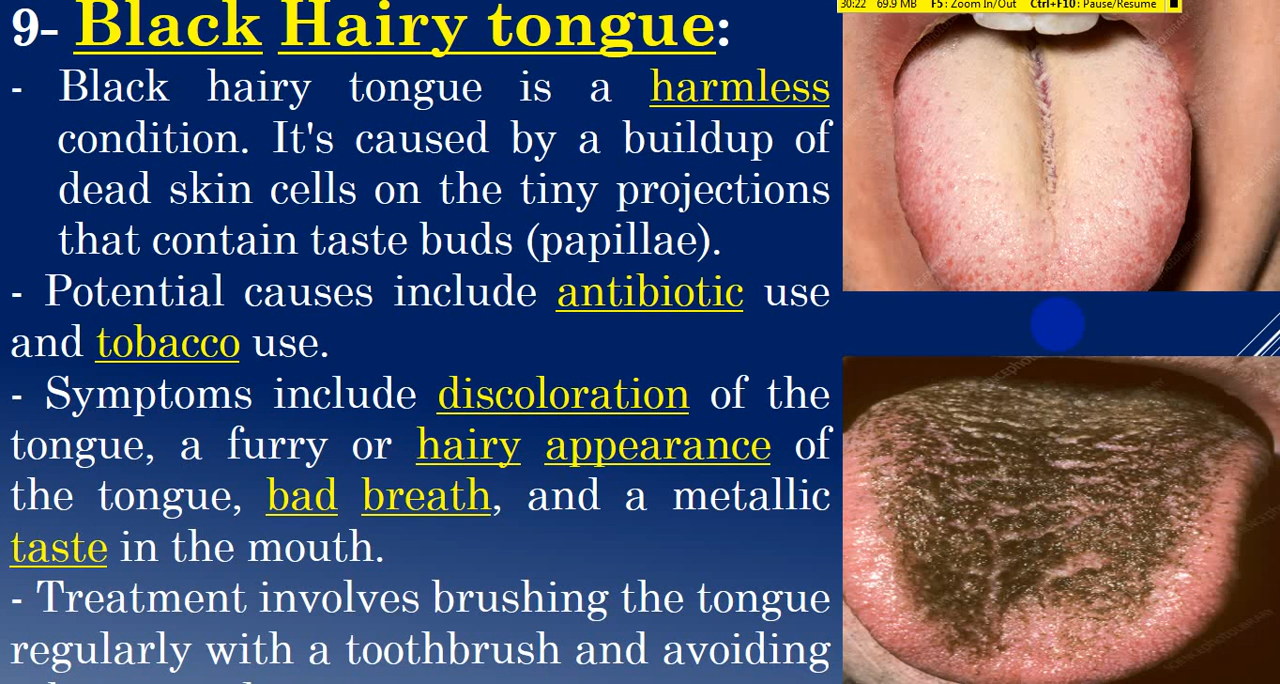 30:22 69.9 MB F5: Zoom In/Out Ctrl+F10: Pause/Resume
9- Black Hairy tongue:
- Black hairy tongue is a harmless
condition. It's caused by a buildup of
dead skin cells on the tiny projections
that contain taste buds (papillae).
- Potential causes include antibiotic use
and tobacco use.
- Symptoms include discoloration of the
tongue, a furry or hairy appearance of
the tongue, bad breath, and a metallic
taste in the mouth.
- Treatment involves brushing the tongue
regularly with a toothbrush and avoiding